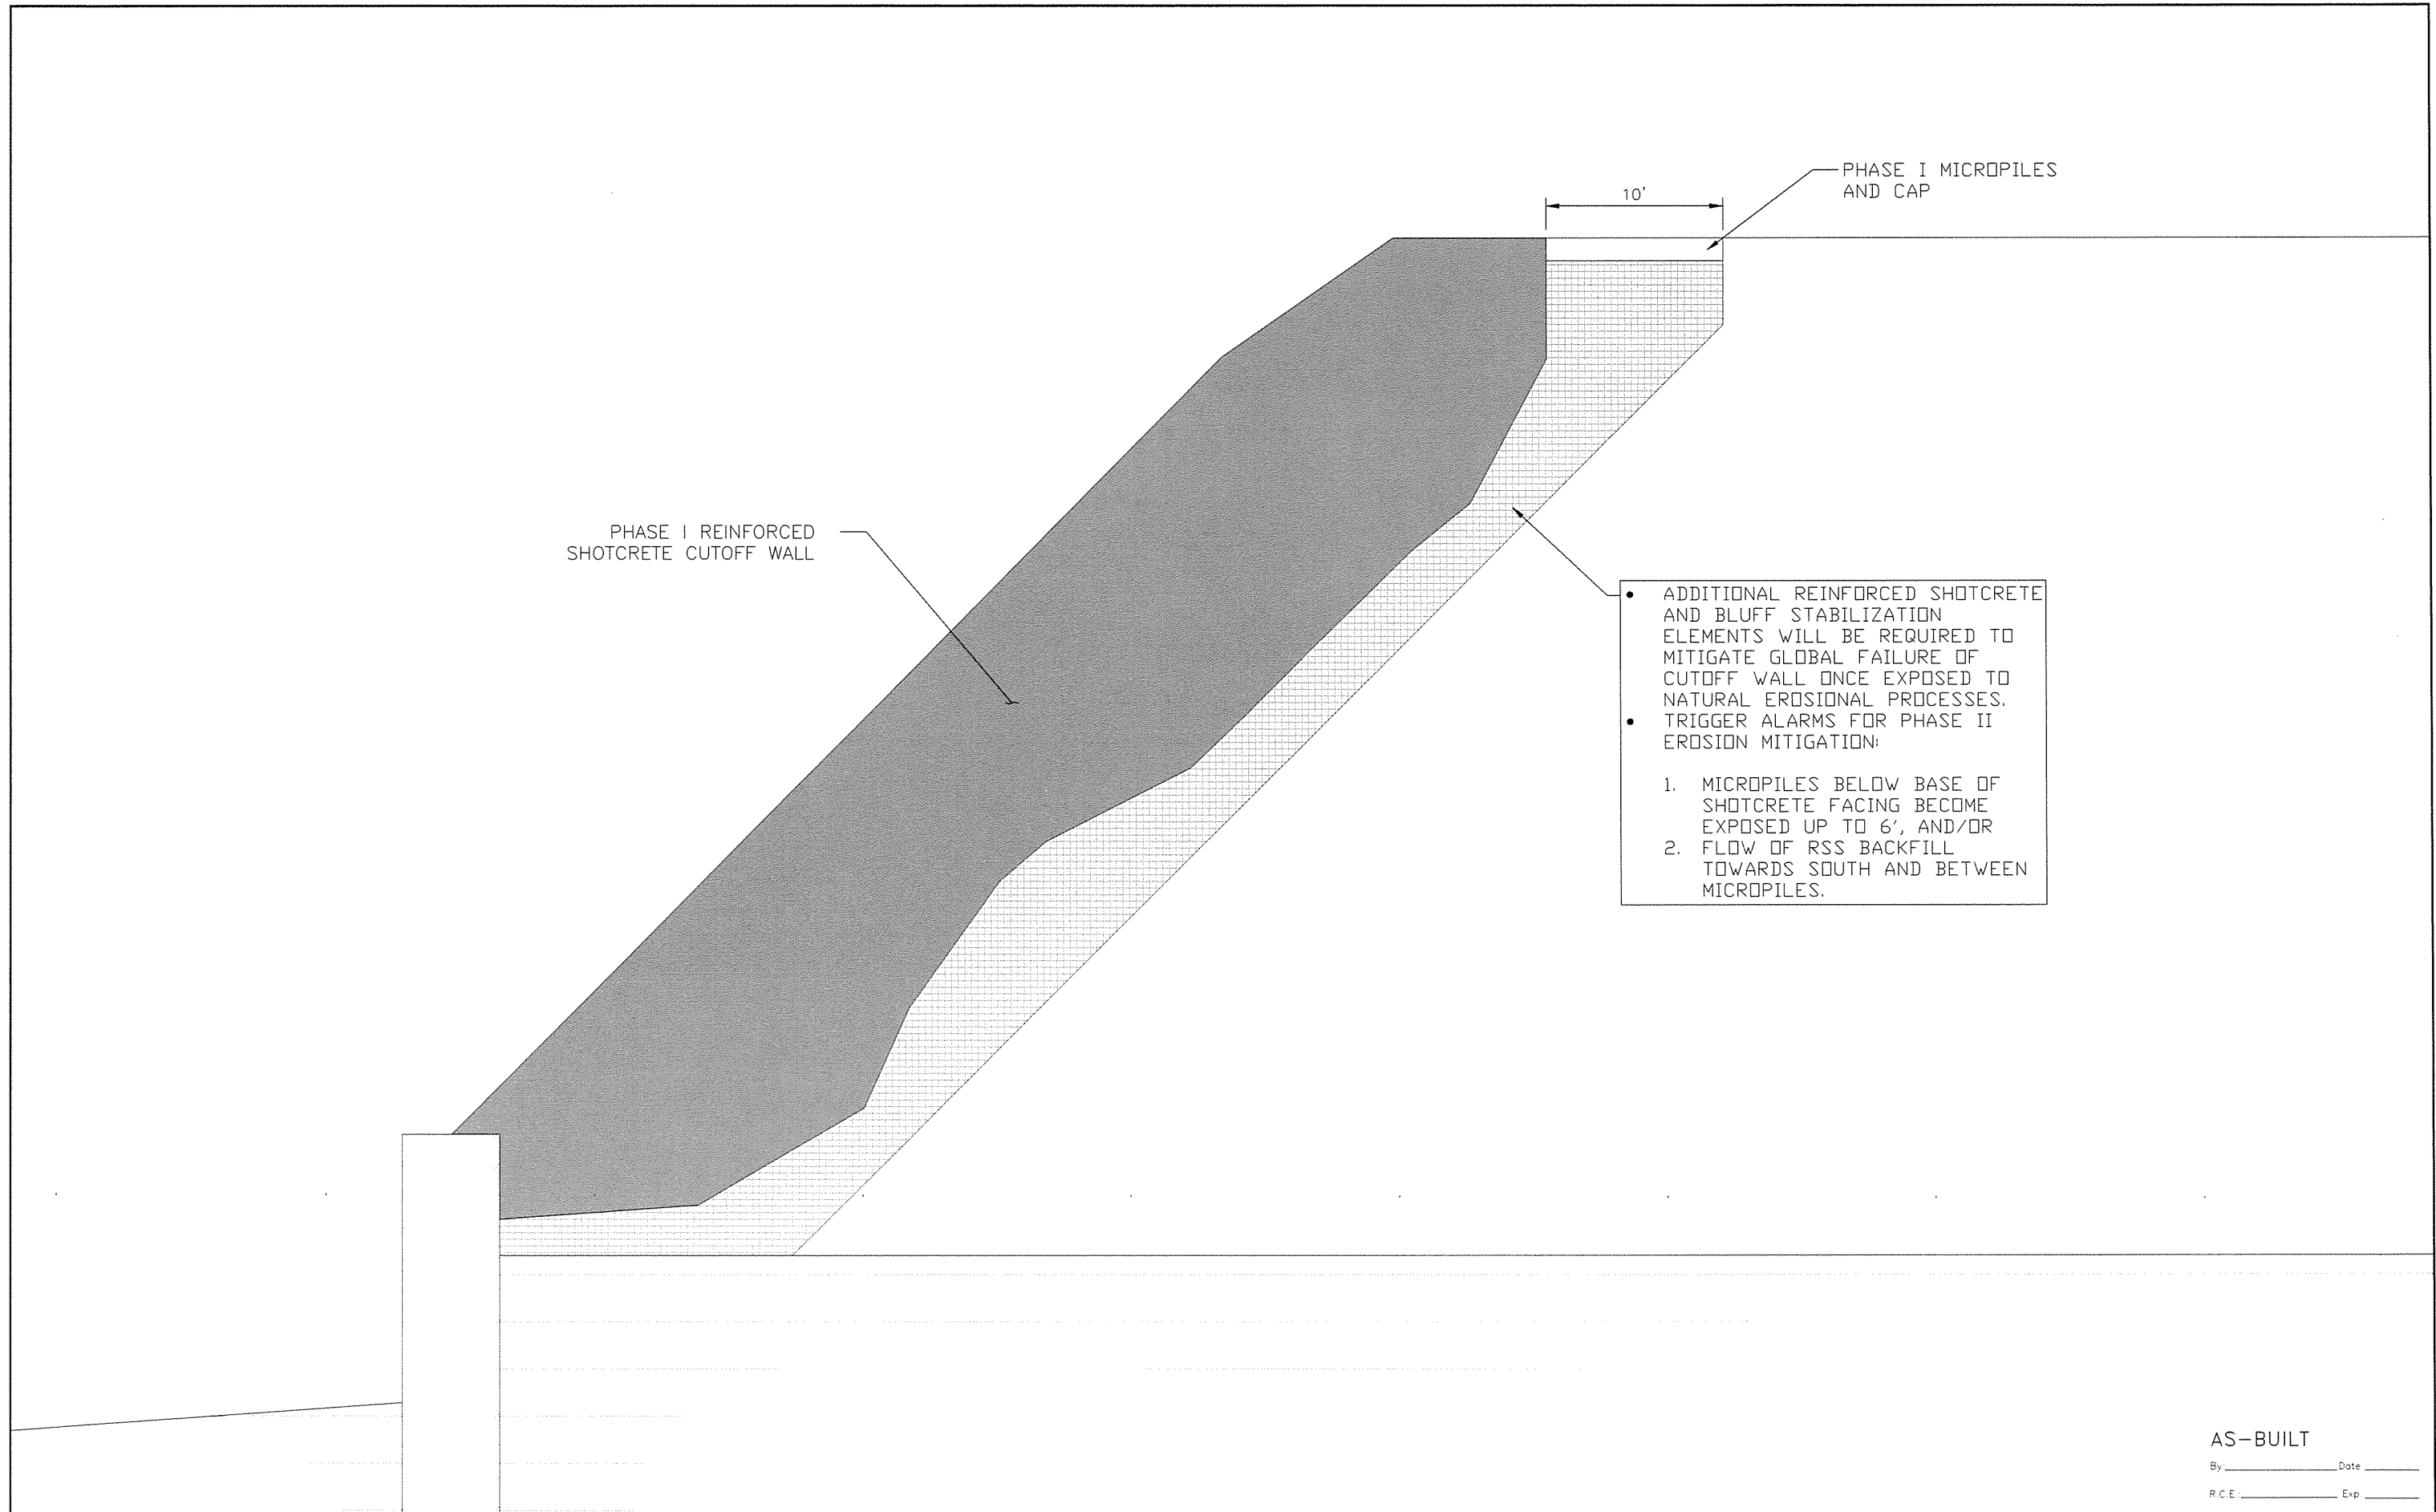 PHASE I MICROPILES
AND CAP
10'
PHASE I REINFORCED
SHOTCRETE CUTOFF WALL
• ADDITIONAL REINFORCED SHOTCRETE
AND BLUFF STABILIZATION
ELEMENTS WILL BE REQUIRED TO
MITIGATE GLOBAL FAILURE OF
CUTOFF WALL ONCE EXPOSED TO
NATURAL EROSIONAL PROCESSES.
• TRIGGER ALARMS FOR PHASE II
EROSION MITIGATION:
1. MICROPILES BELOW BASE OF
SHOTCRETE FACING BECOME
EXPOSED UP TO 6', AND/OR
2. FLOW OF RSS BACKFILL
TOWARDS SOUTH AND BETWEEN
MICROPILES.
AS-BUILT
By: Date
R.C.E.: Exp.